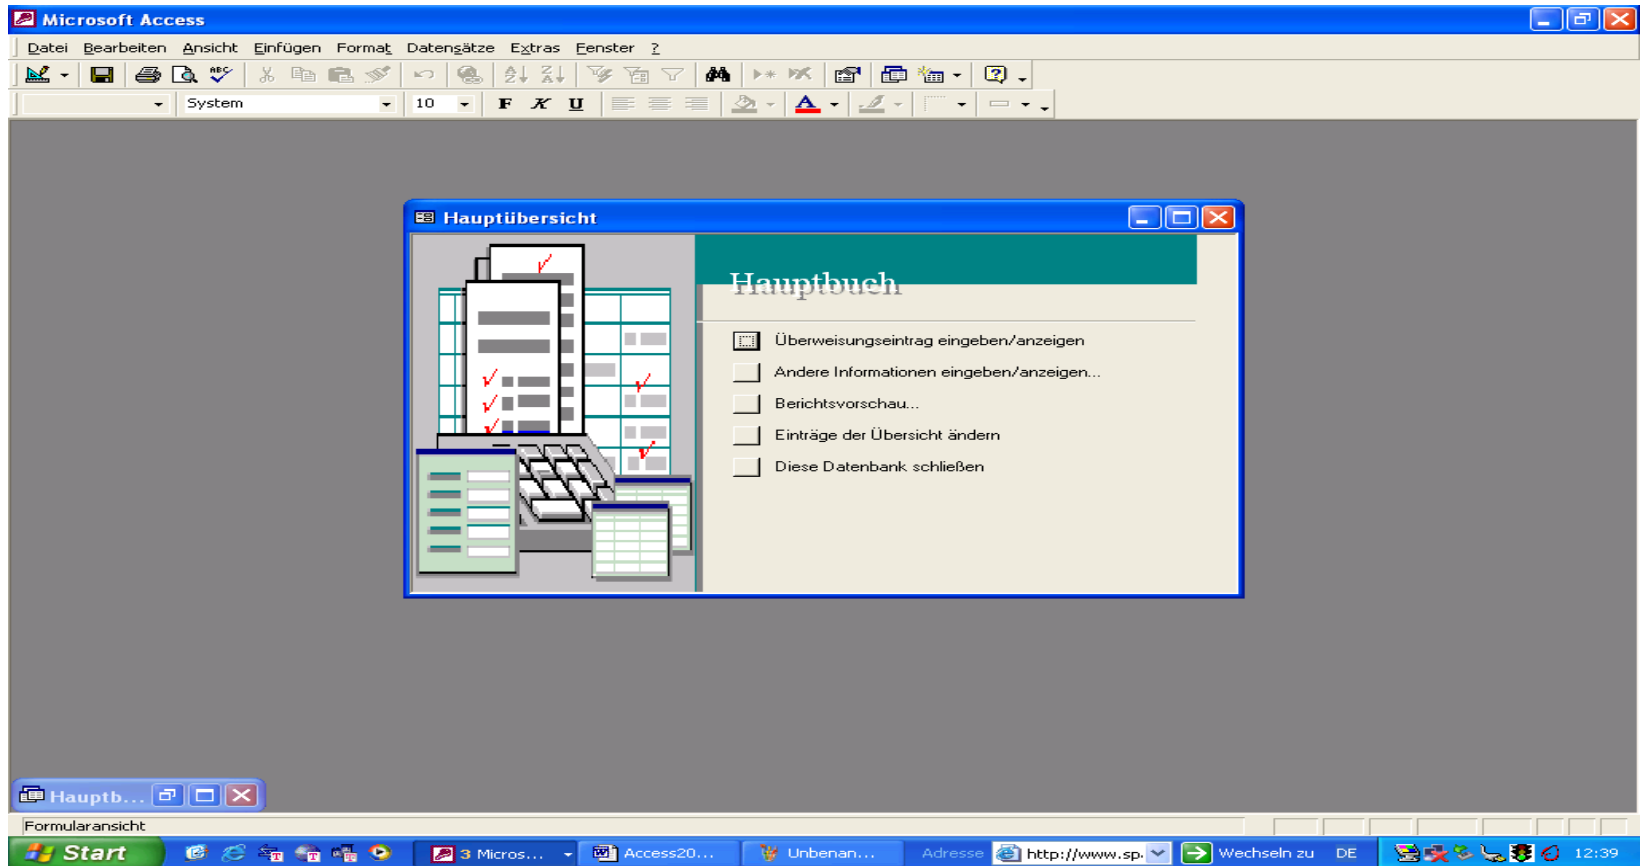 Microsoft Access
Datei Bearbeiten Ansicht Einfügen Format Datensätze Extras Fenster ?
ABC
System 10 F K U A
Hauptübersicht
Hauptbuch
Überweisungseintrag eingeben/anzeigen
Andere Informationen eingeben/anzeigen...
Berichtsvorschau...
Einträge der Übersicht ändern
Diese Datenbank schließen
Hauptb...
Formularansicht
Start 3 Micros... Access20... Unbenan... Adresse http://www.sp. Wechseln zu DE 12:39